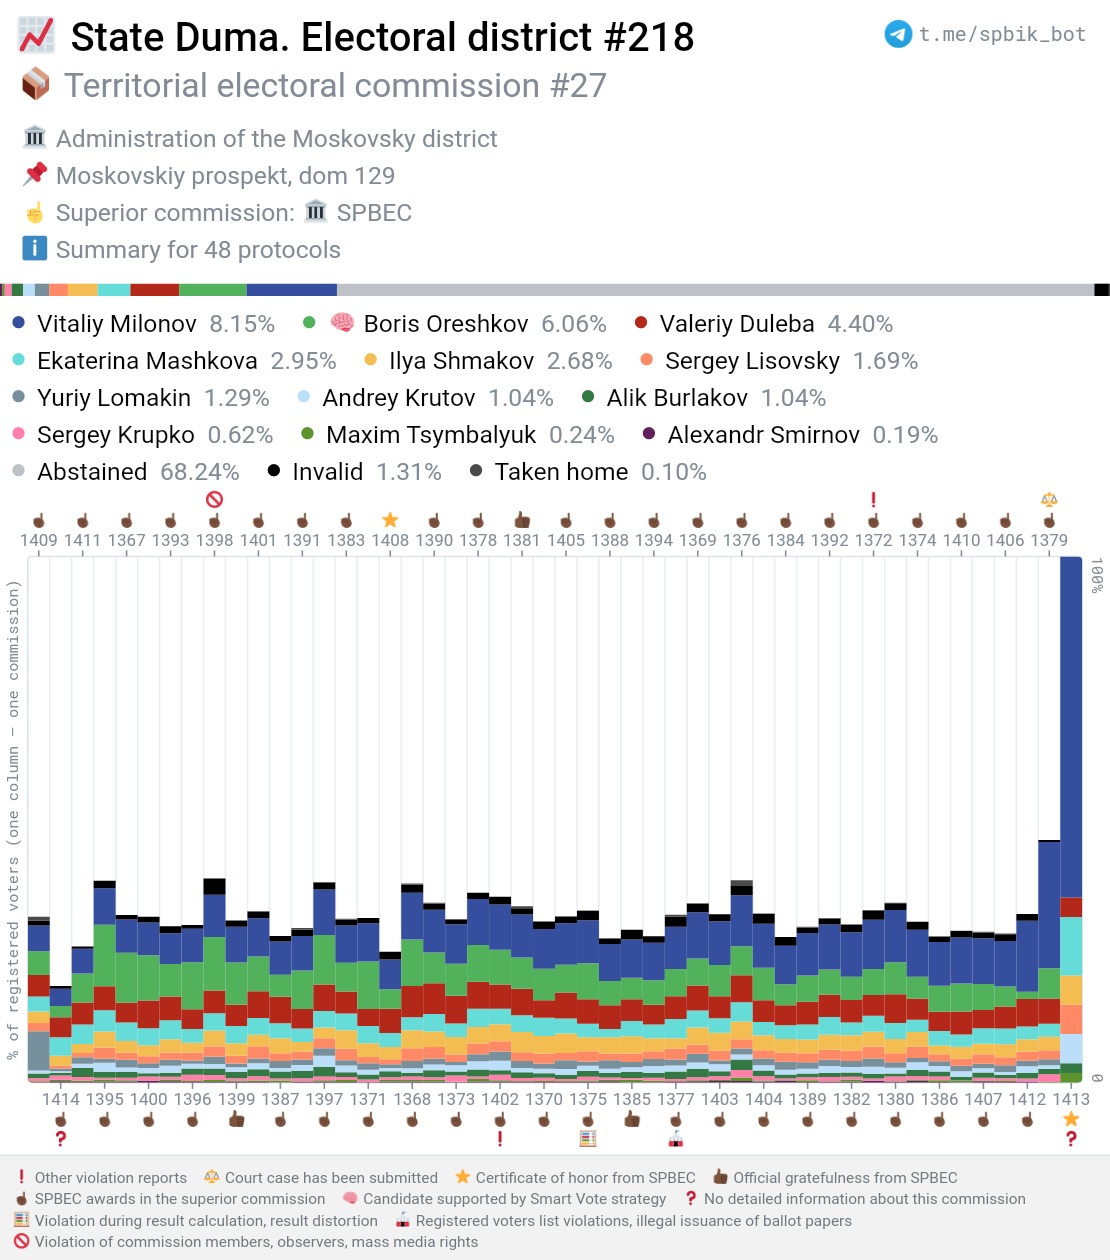 State Duma. Electoral district #218
t.me/spbik_bot
Territorial electoral commission #27
Administration of the Moskovsky district
Moskovskiy prospekt, dom 129
Superior commission: SPBEC
Summary for 48 protocols
Vitaliy Milonov 8.15% Boris Oreshkov 6.06% Valeriy Duleba 4.40%
Ekaterina Mashkova 2.95% Ilya Shmakov 2.68% Sergey Lisovsky 1.69%
Yuriy Lomakin 1.29% Andrey Krutov 1.04% Alik Burlakov 1.04%
Sergey Krupko 0.62% Maxim Tsymbalyuk 0.24% Alexandr Smirnov 0.19%
Abstained 68.24% Invalid 1.31% Taken home 0.10%
1409 1411 1367 1393 1398 1401 1391 1383 1408 1390 1378 1381 1405 1388 1394 1369 1376 1384 1392 1372 1374 1410 1406 1379
% of registered voters (one column – one commission)
100%
0
1414 1395 1400 1396 1399 1387 1397 1371 1368 1373 1402 1370 1375 1385 1377 1403 1404 1389 1382 1380 1386 1407 1412 1413
Other violation reports Court case has been submitted Certificate of honor from SPBEC Official gratefulness from SPBEC
SPBEC awards in the superior commission Candidate supported by Smart Vote strategy No detailed information about this commission
Violation during result calculation, result distortion Registered voters list violations, illegal issuance of ballot papers
Violation of commission members, observers, mass media rights